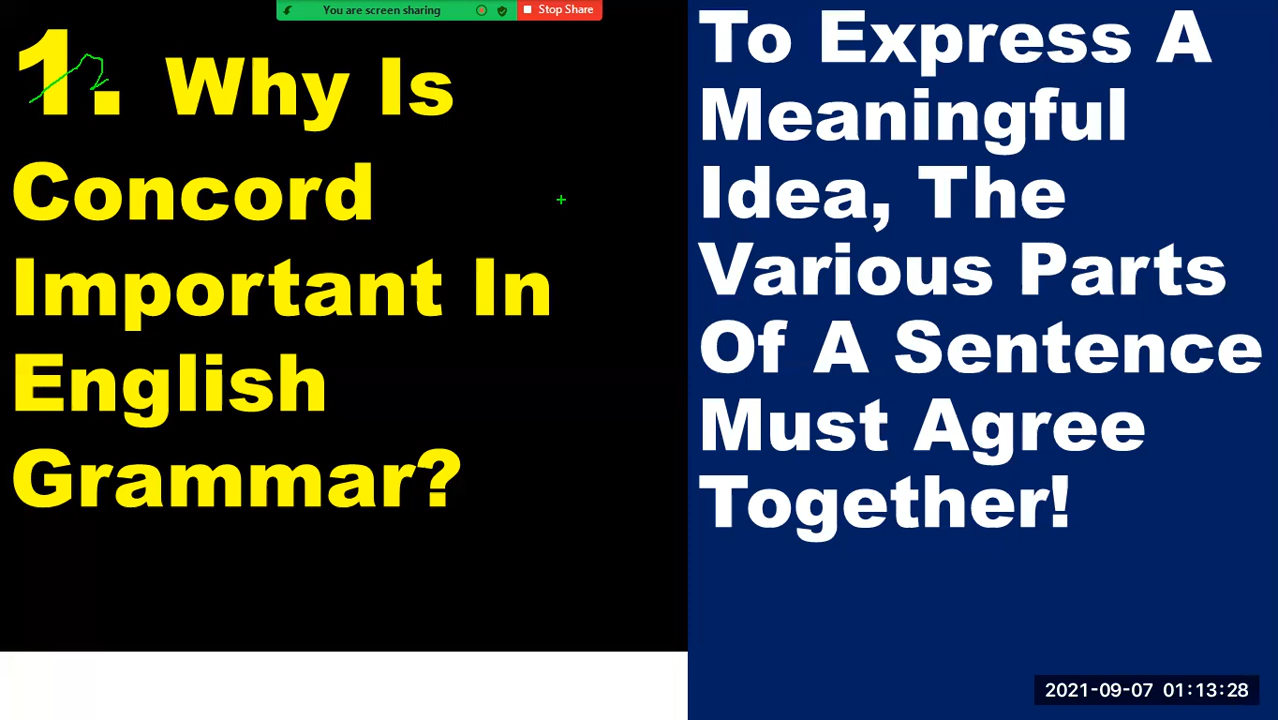 You are screen sharing
Stop Share
1. Why Is
Concord
Important In
English
Grammar?
To Express A
Meaningful
Idea, The
Various Parts
Of A Sentence
Must Agree
Together!
2021-09-07 01:13:28